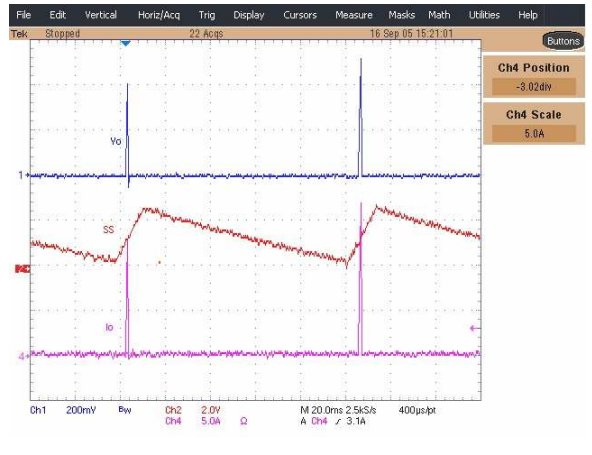 File Edit Vertical Horiz/Acq Trig Display Cursors Measure Masks Math Utilities Help
Tek Stopped 22 Acqs 16 Sep 05 15:21:01
Buttons
Ch4 Position
-3.02div
Ch4 Scale
5.0A
Vo
1
SS
2
Io
4
Ch1 200mV Bw Ch2 2.0V M 20.0ms 2.5kS/s 400µs/pt
Ch4 5.0A Ω A Ch4 / 3.1A